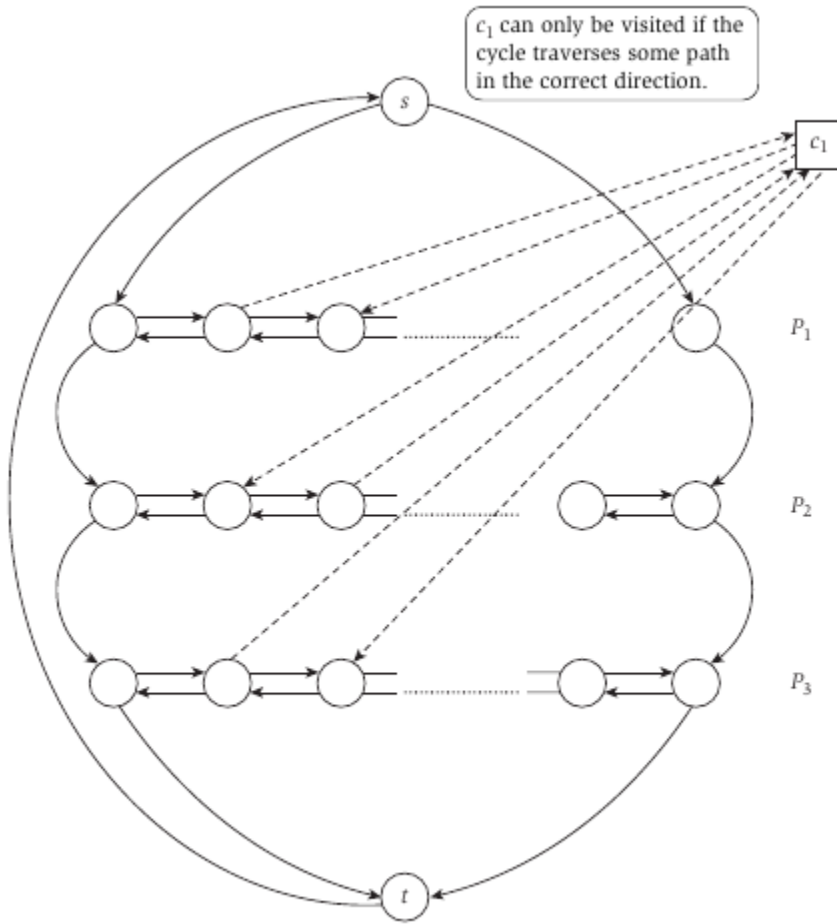 c₁ can only be visited if the
cycle traverses some path
in the correct direction.
s
c₁
P₁
P₂
P₃
t